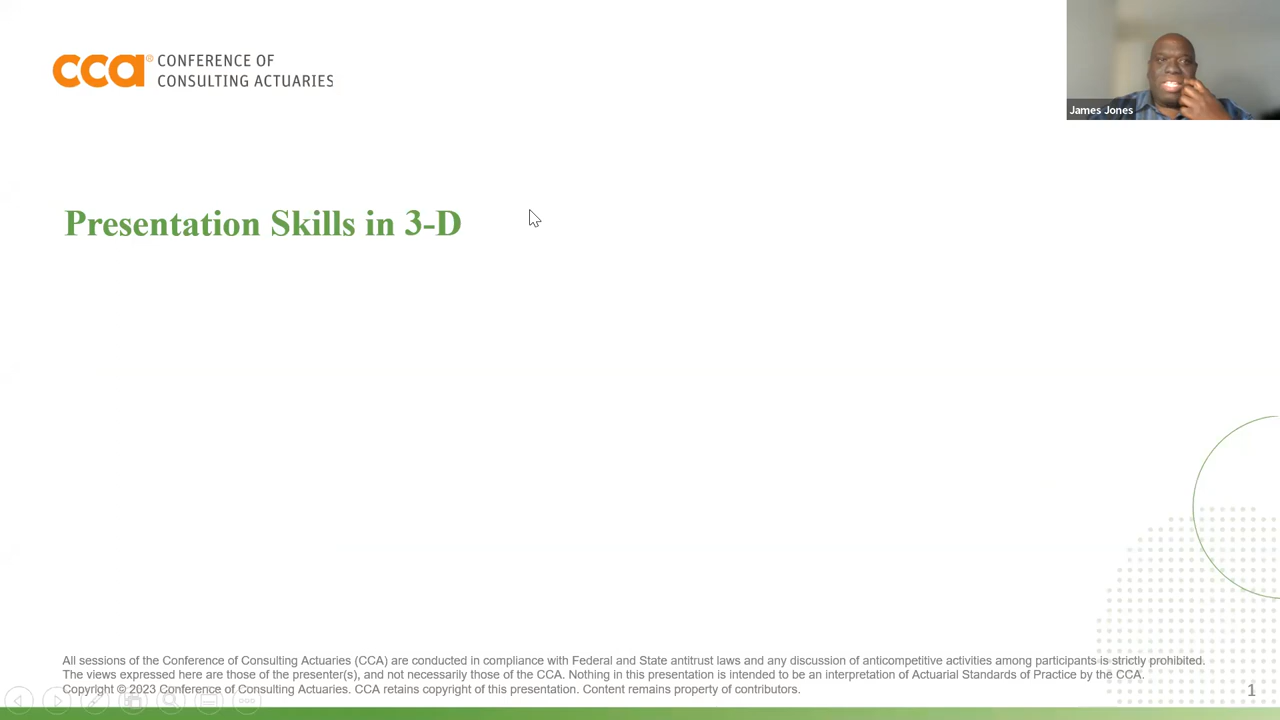 cca® CONFERENCE OF
CONSULTING ACTUARIES
James Jones
Presentation Skills in 3-D
All sessions of the Conference of Consulting Actuaries (CCA) are conducted in compliance with Federal and State antitrust laws and any discussion of anticompetitive activities among participants is strictly prohibited.
The views expressed here are those of the presenter(s), and not necessarily those of the CCA. Nothing in this presentation is intended to be an interpretation of Actuarial Standards of Practice by the CCA.
Copyright © 2023 Conference of Consulting Actuaries. CCA retains copyright of this presentation. Content remains property of contributors.
1